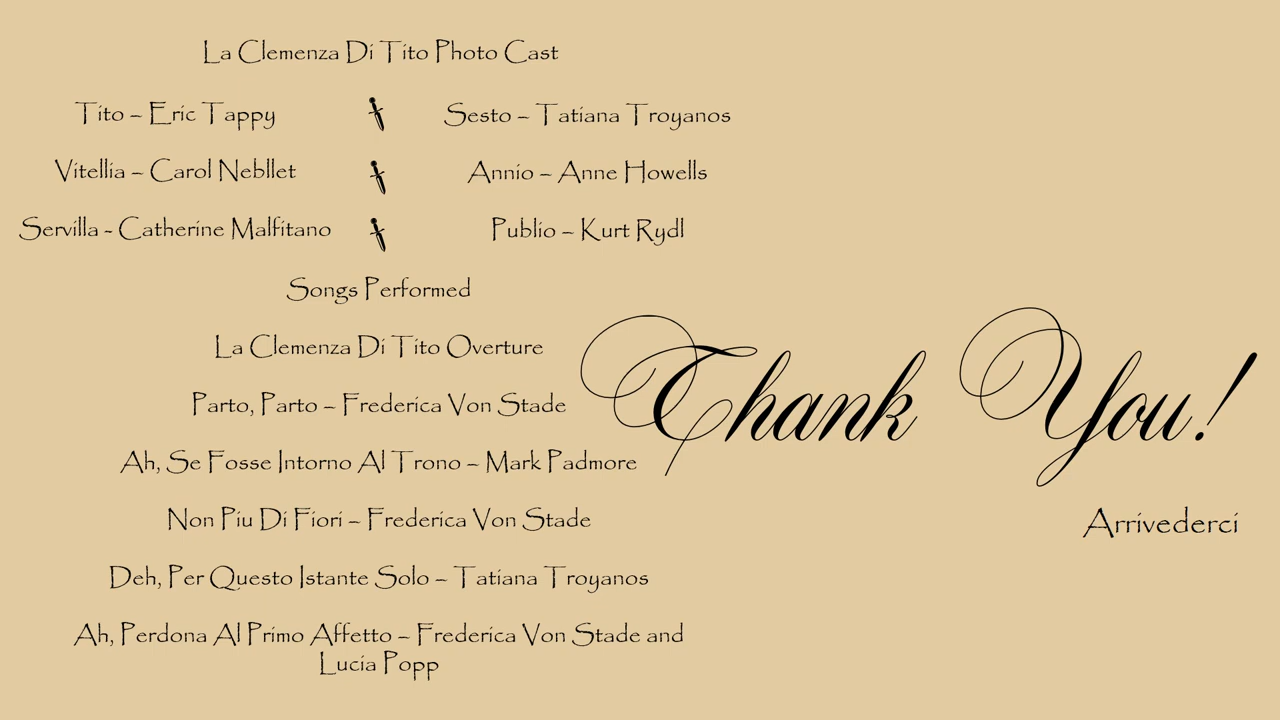 La Clemenza Di Tito Photo Cast
Tito – Eric Tappy
Sesto – Tatiana Troyanos
Vitellia – Carol Nebllet
Annio – Anne Howells
Servilla - Catherine Malfitano
Publio – Kurt Rydl
Songs Performed
La Clemenza Di Tito Overture
Parto, Parto – Frederica Von Stade
Ah, Se Fosse Intorno Al Trono – Mark Padmore
Non Piu Di Fiori – Frederica Von Stade
Deh, Per Questo Istante Solo – Tatiana Troyanos
Ah, Perdona Al Primo Affetto – Frederica Von Stade and
Lucia Popp
Thank You!
Arrivederci